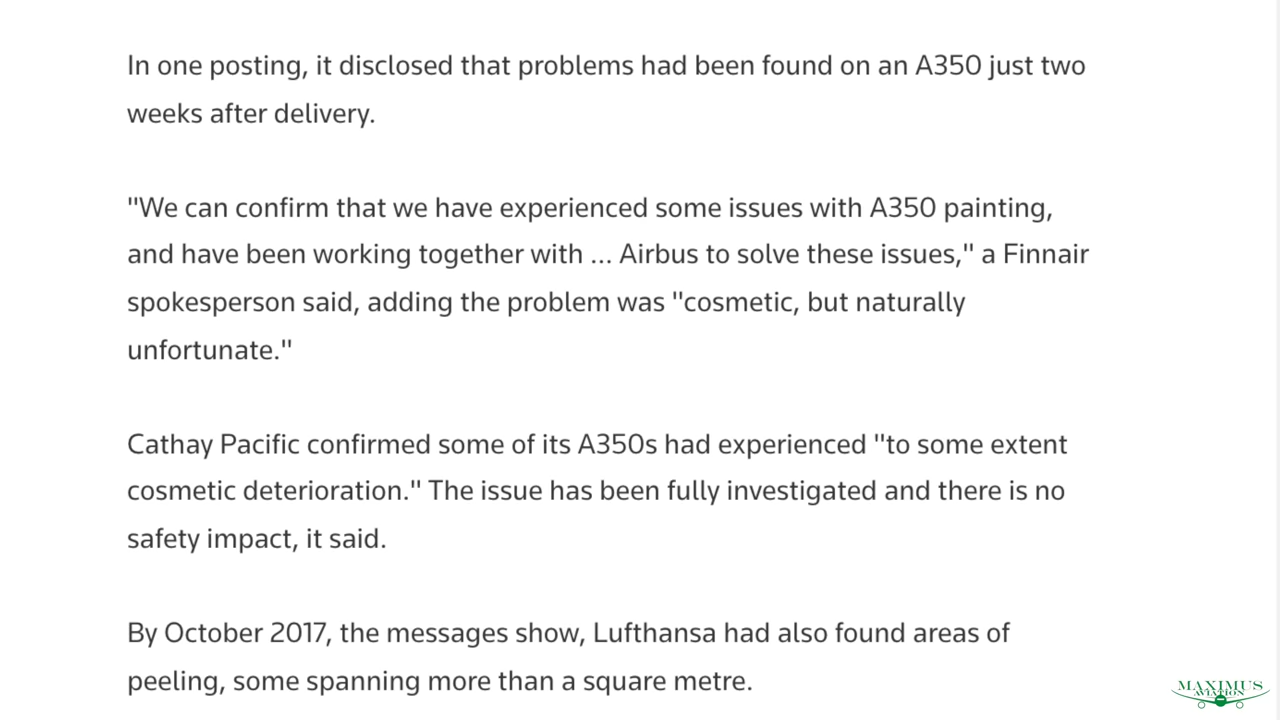 In one posting, it disclosed that problems had been found on an A350 just two
weeks after delivery.
"We can confirm that we have experienced some issues with A350 painting,
and have been working together with ... Airbus to solve these issues," a Finnair
spokesperson said, adding the problem was "cosmetic, but naturally
unfortunate."
Cathay Pacific confirmed some of its A350s had experienced "to some extent
cosmetic deterioration." The issue has been fully investigated and there is no
safety impact, it said.
By October 2017, the messages show, Lufthansa had also found areas of
peeling, some spanning more than a square metre.
MAXIMUS
AVIATION